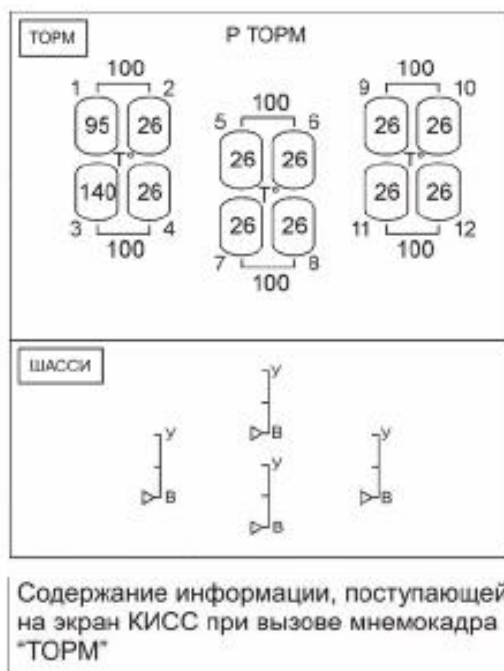 ТОРМ
Р ТОРМ
100
100
100
1 2
5 6
9 10
95 26
26 26
26 26
Т°
Т°
Т°
140 26
26 26
26 26
3 4
7 8
11 12
100
100
100
ШАССИ
У
В
У
В
У
В
У
В
Содержание информации, поступающей
на экран КИСС при вызове мнемокадра
"ТОРМ"